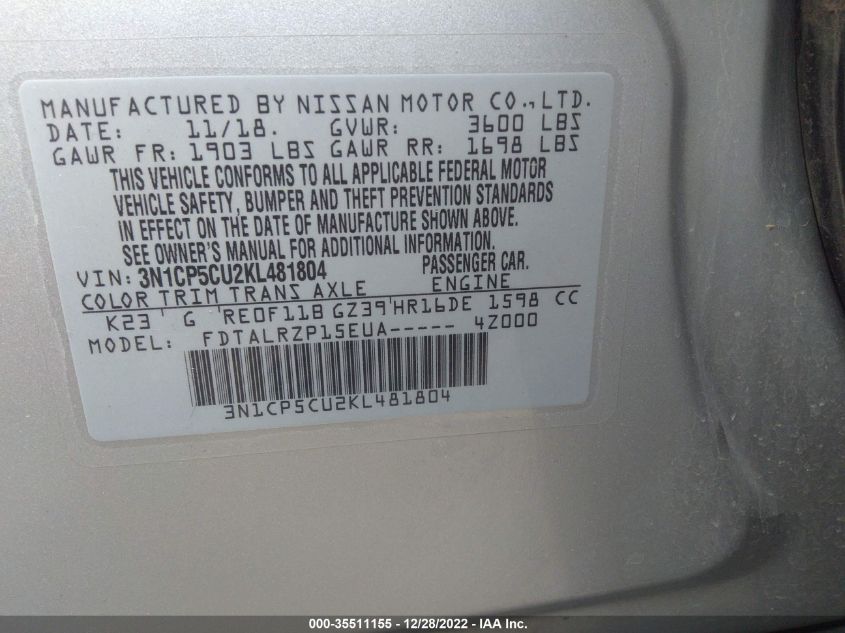 MANUFACTURED BY NISSAN MOTOR CO., LTD.
DATE: 11/18. GVWR: 3600 LBS
GAWR FR: 1903 LBS GAWR RR: 1698 LBS
THIS VEHICLE CONFORMS TO ALL APPLICABLE FEDERAL MOTOR
VEHICLE SAFETY, BUMPER AND THEFT PREVENTION STANDARDS
IN EFFECT ON THE DATE OF MANUFACTURE SHOWN ABOVE.
SEE OWNER'S MANUAL FOR ADDITIONAL INFORMATION.
VIN: 3N1CP5CU2KL481804 PASSENGER CAR.
COLOR TRIM TRANS AXLE ENGINE
K23 G RE0F11B GZ39 HR16DE 1598 CC
MODEL: FDTALRZP15EUA----- 4Z000
3N1CP5CU2KL481804
000-35511155 - 12/28/2022 - IAA Inc.